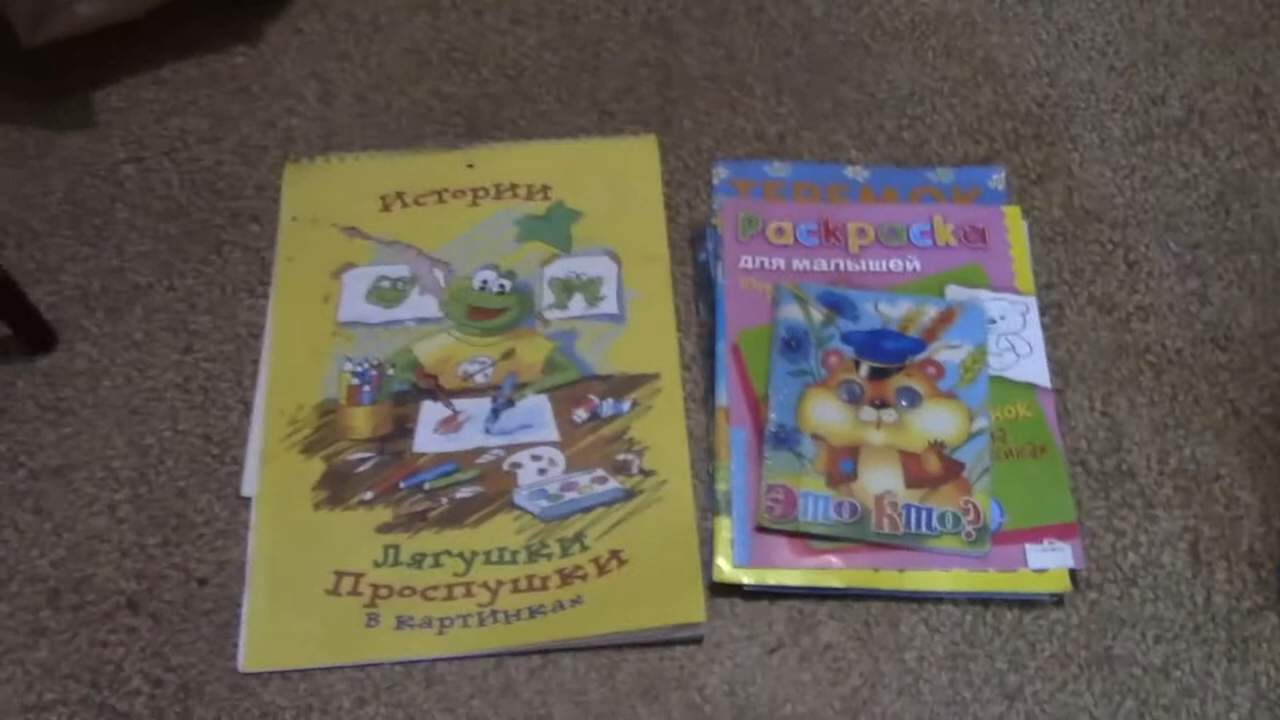 Истории
Лягушки
Проспушки
в картинках
ТЕРЕМОК
Раскраска
для малышей
Это кто?